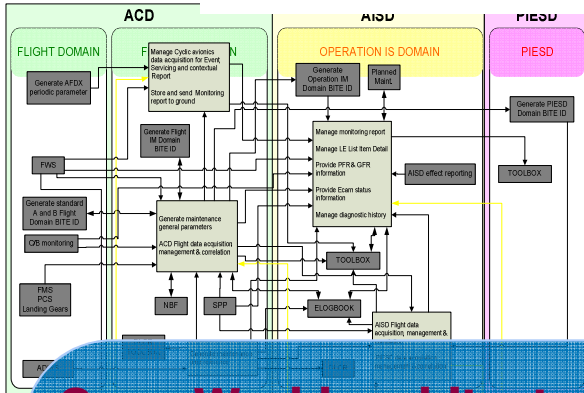 ACD
AISD
PIESD
FLIGHT DOMAIN
OPERATION IS DOMAIN
PIESD
Manage Cyclic avionics
data acquisition for Event,
Servicing and contextual
Report
Store and send Monitoring
report to ground
Generate AFDX
periodic parameter
Generate Flight
IM Domain
BITE ID
FWS
Generate standard
A and B Flight
Domain BITE ID
O/B monitoring
Generate maintenance
general parameters
ACD Flight data acquisition,
management & correlation
FMS
PCS
Landing Gears
NBF
SPP
Generate
Operation IM
Domain BITE ID
Planned
Maint.
Manage monitoring report
Manage LE List Item Detail
Provide PFR & GFR
information
Provide Ecam status
information
Manage diagnostic history
AISD effect reporting
TOOLBOX
ELOGBOOK
AISD Flight data
acquisition, management &
Generate PIESD
Domain BITE ID
TOOLBOX